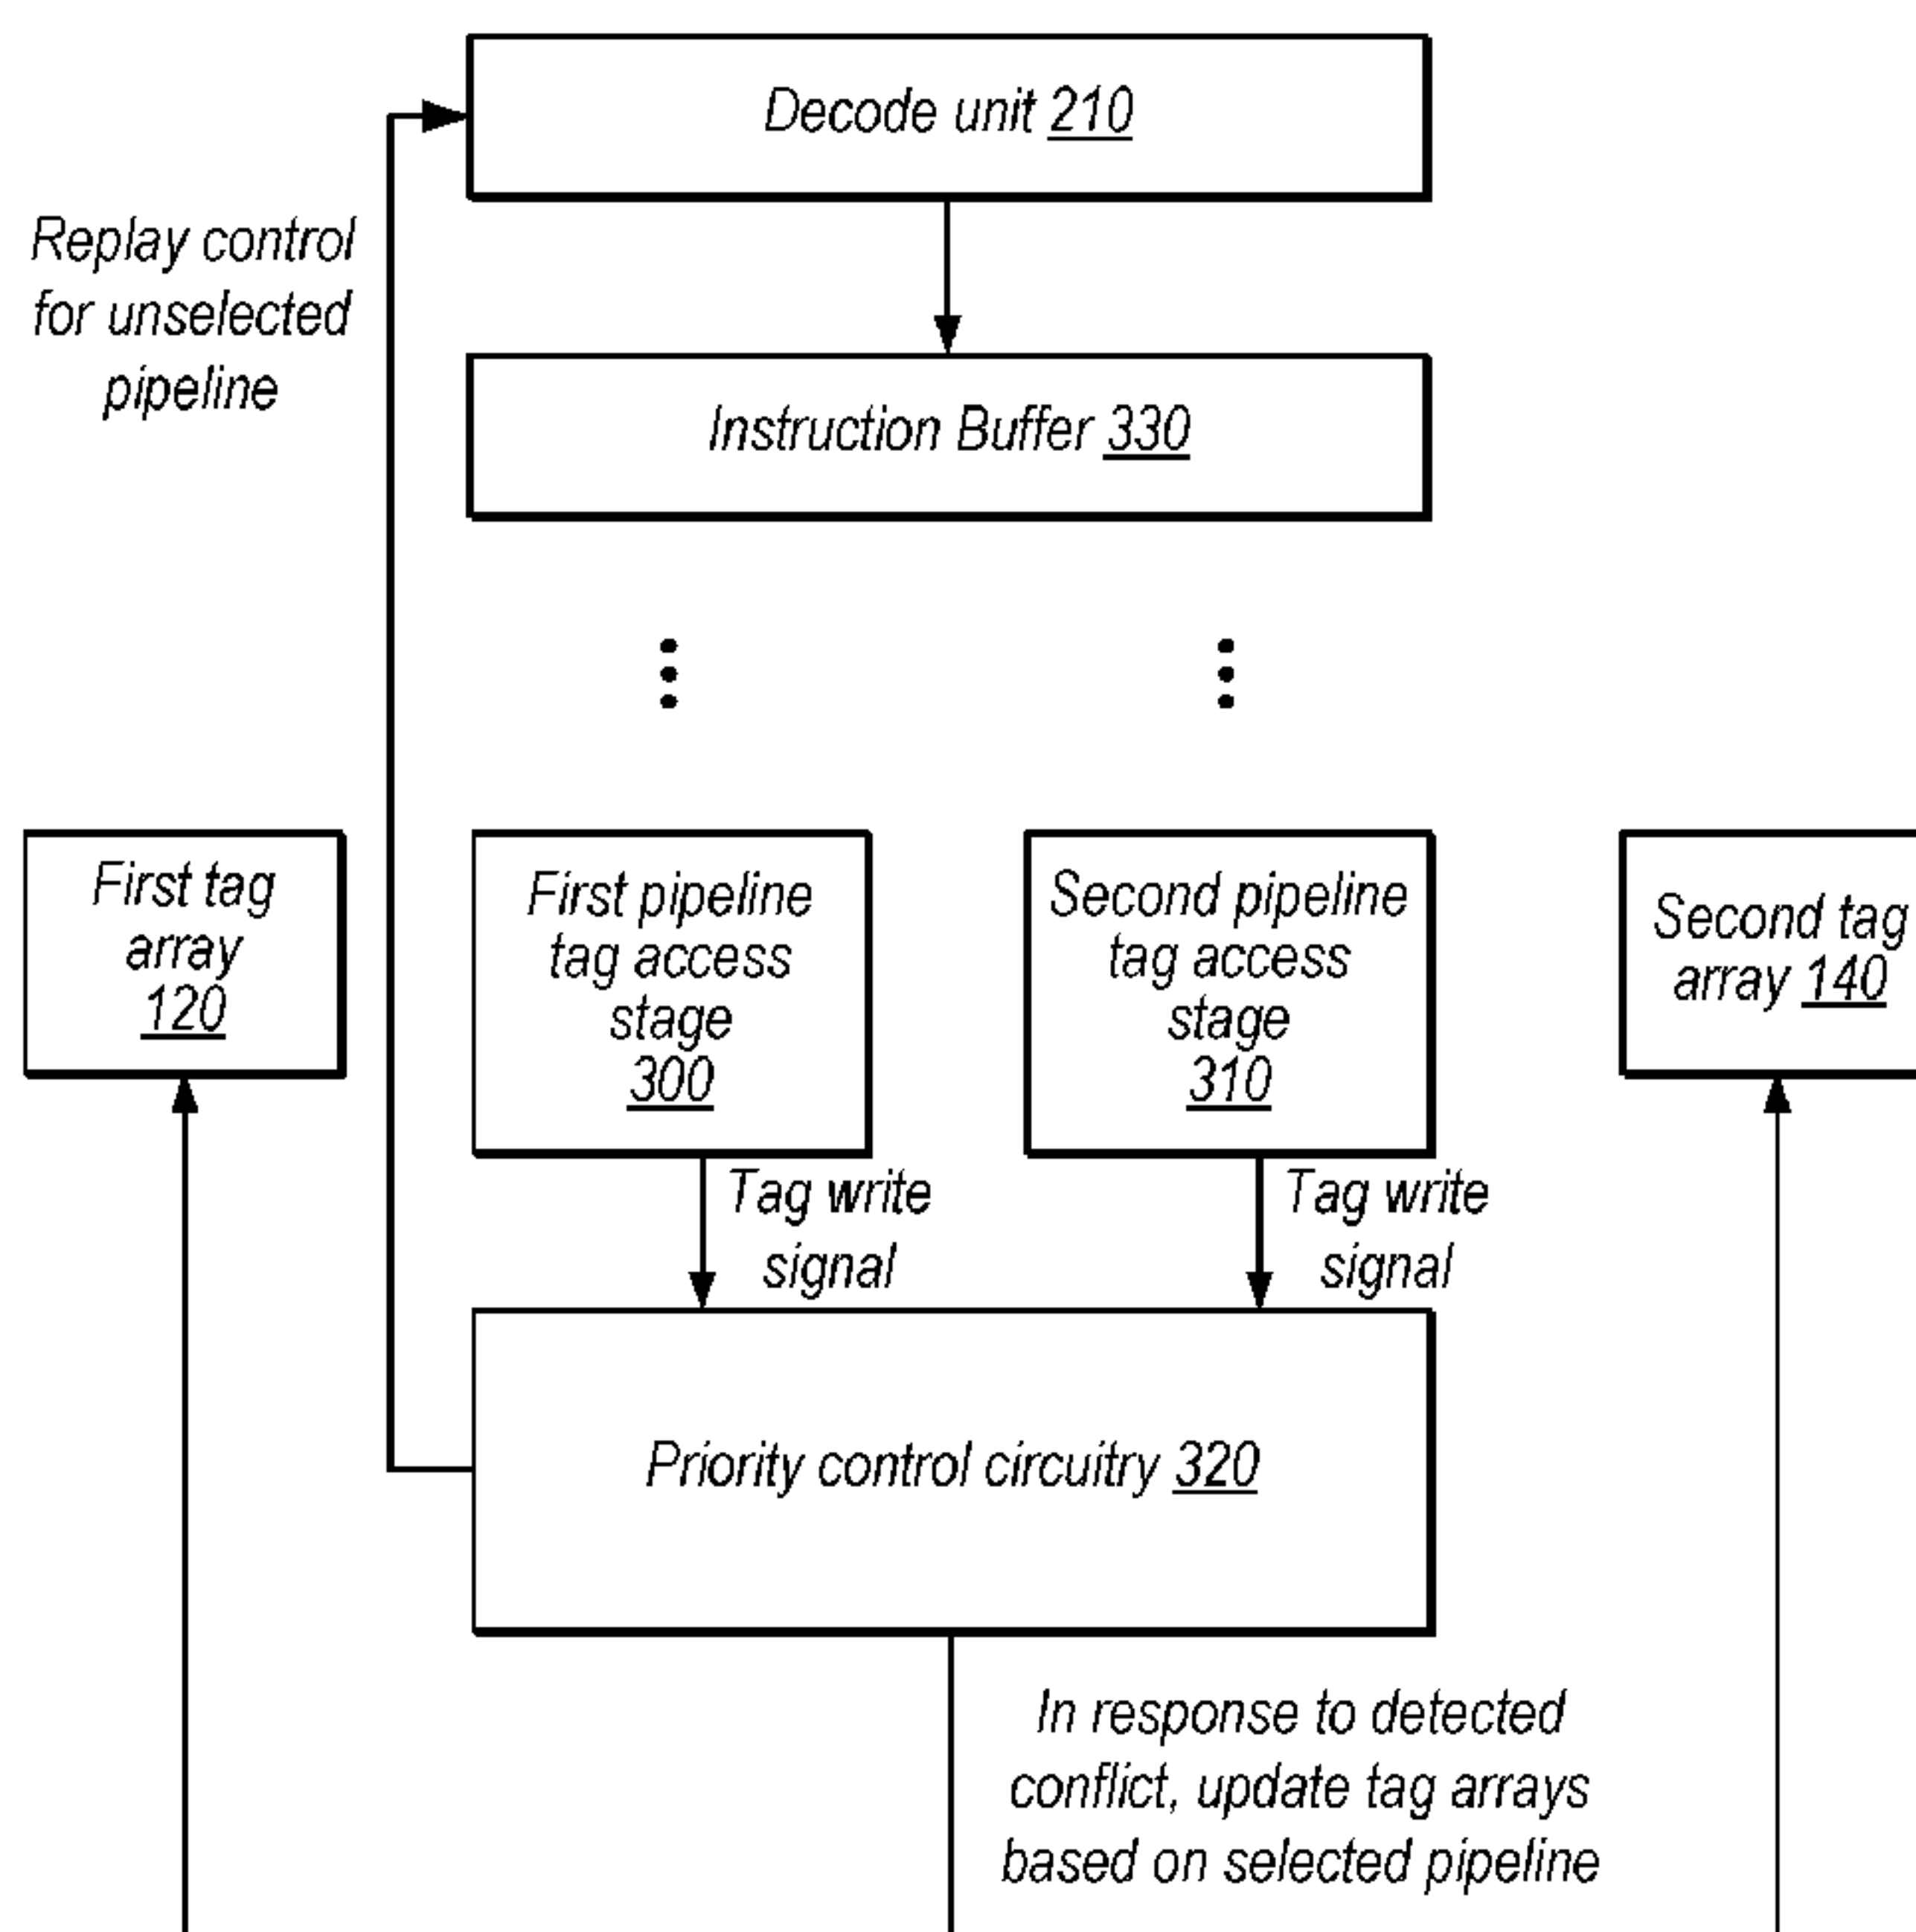 Decode unit 210
Replay control
for unselected
pipeline
Instruction Buffer 330
First tag
array
120
First pipeline
tag access
stage
300
Second pipeline
tag access
stage
310
Second tag
array 140
Tag write
signal
Tag write
signal
Priority control circuitry 320
In response to detected
conflict, update tag arrays
based on selected pipeline